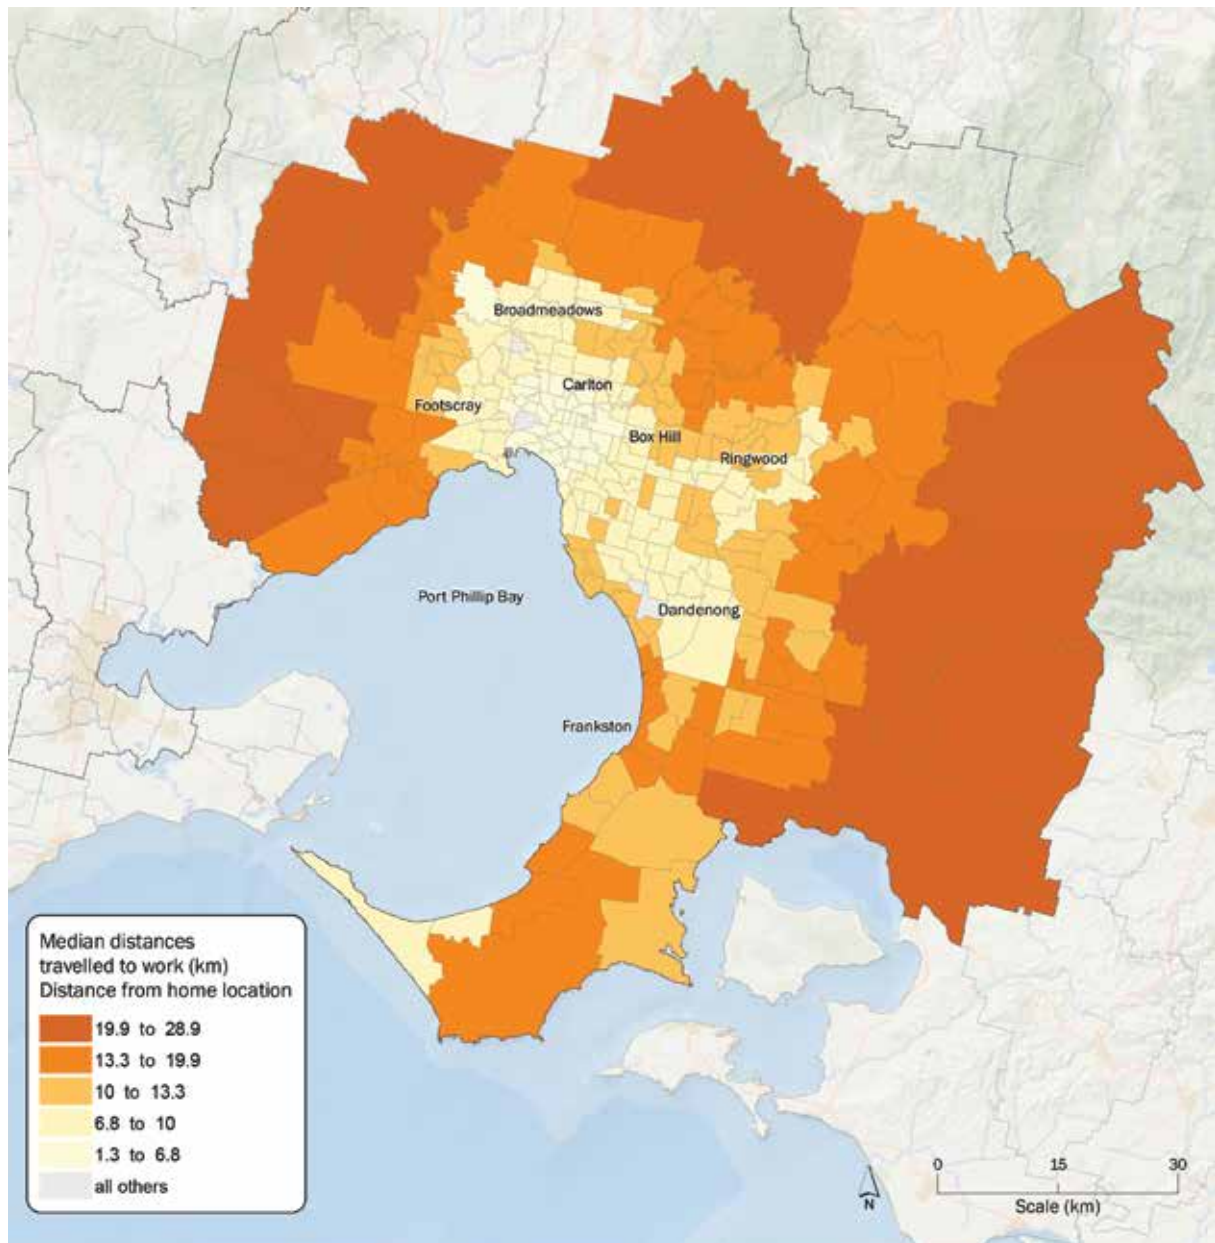 Broadmeadows
Carlton
Footscray
Box Hill
Ringwood
Port Phillip Bay
Dandenong
Frankston
Median distances
travelled to work (km)
Distance from home location
19.9 to 28.9
13.3 to 19.9
10 to 13.3
6.8 to 10
1.3 to 6.8
all others
0 15 30
Scale (km)
N